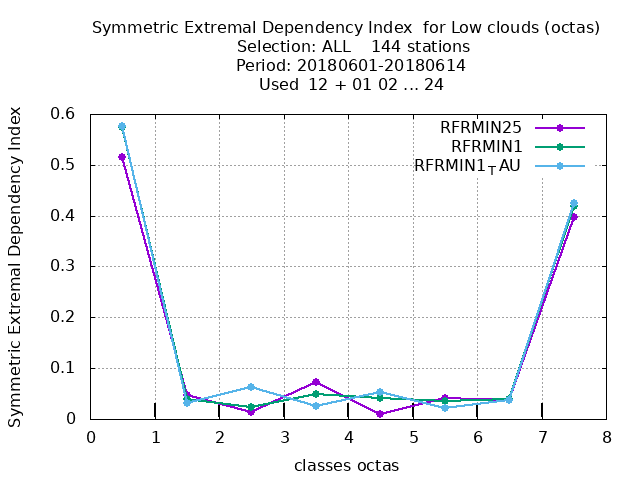 Symmetric Extremal Dependency Index  for Low clouds (octas)
Selection: ALL    144 stations
Period: 20180601-20180614
Used  12 + 01 02 ... 24
RFRMIN25
RFRMIN1
RFRMIN1TAU
Symmetric Extremal Dependency Index
0.6
0.5
0.4
0.3
0.2
0.1
0
0 1 2 3 4 5 6 7 8
classes octas